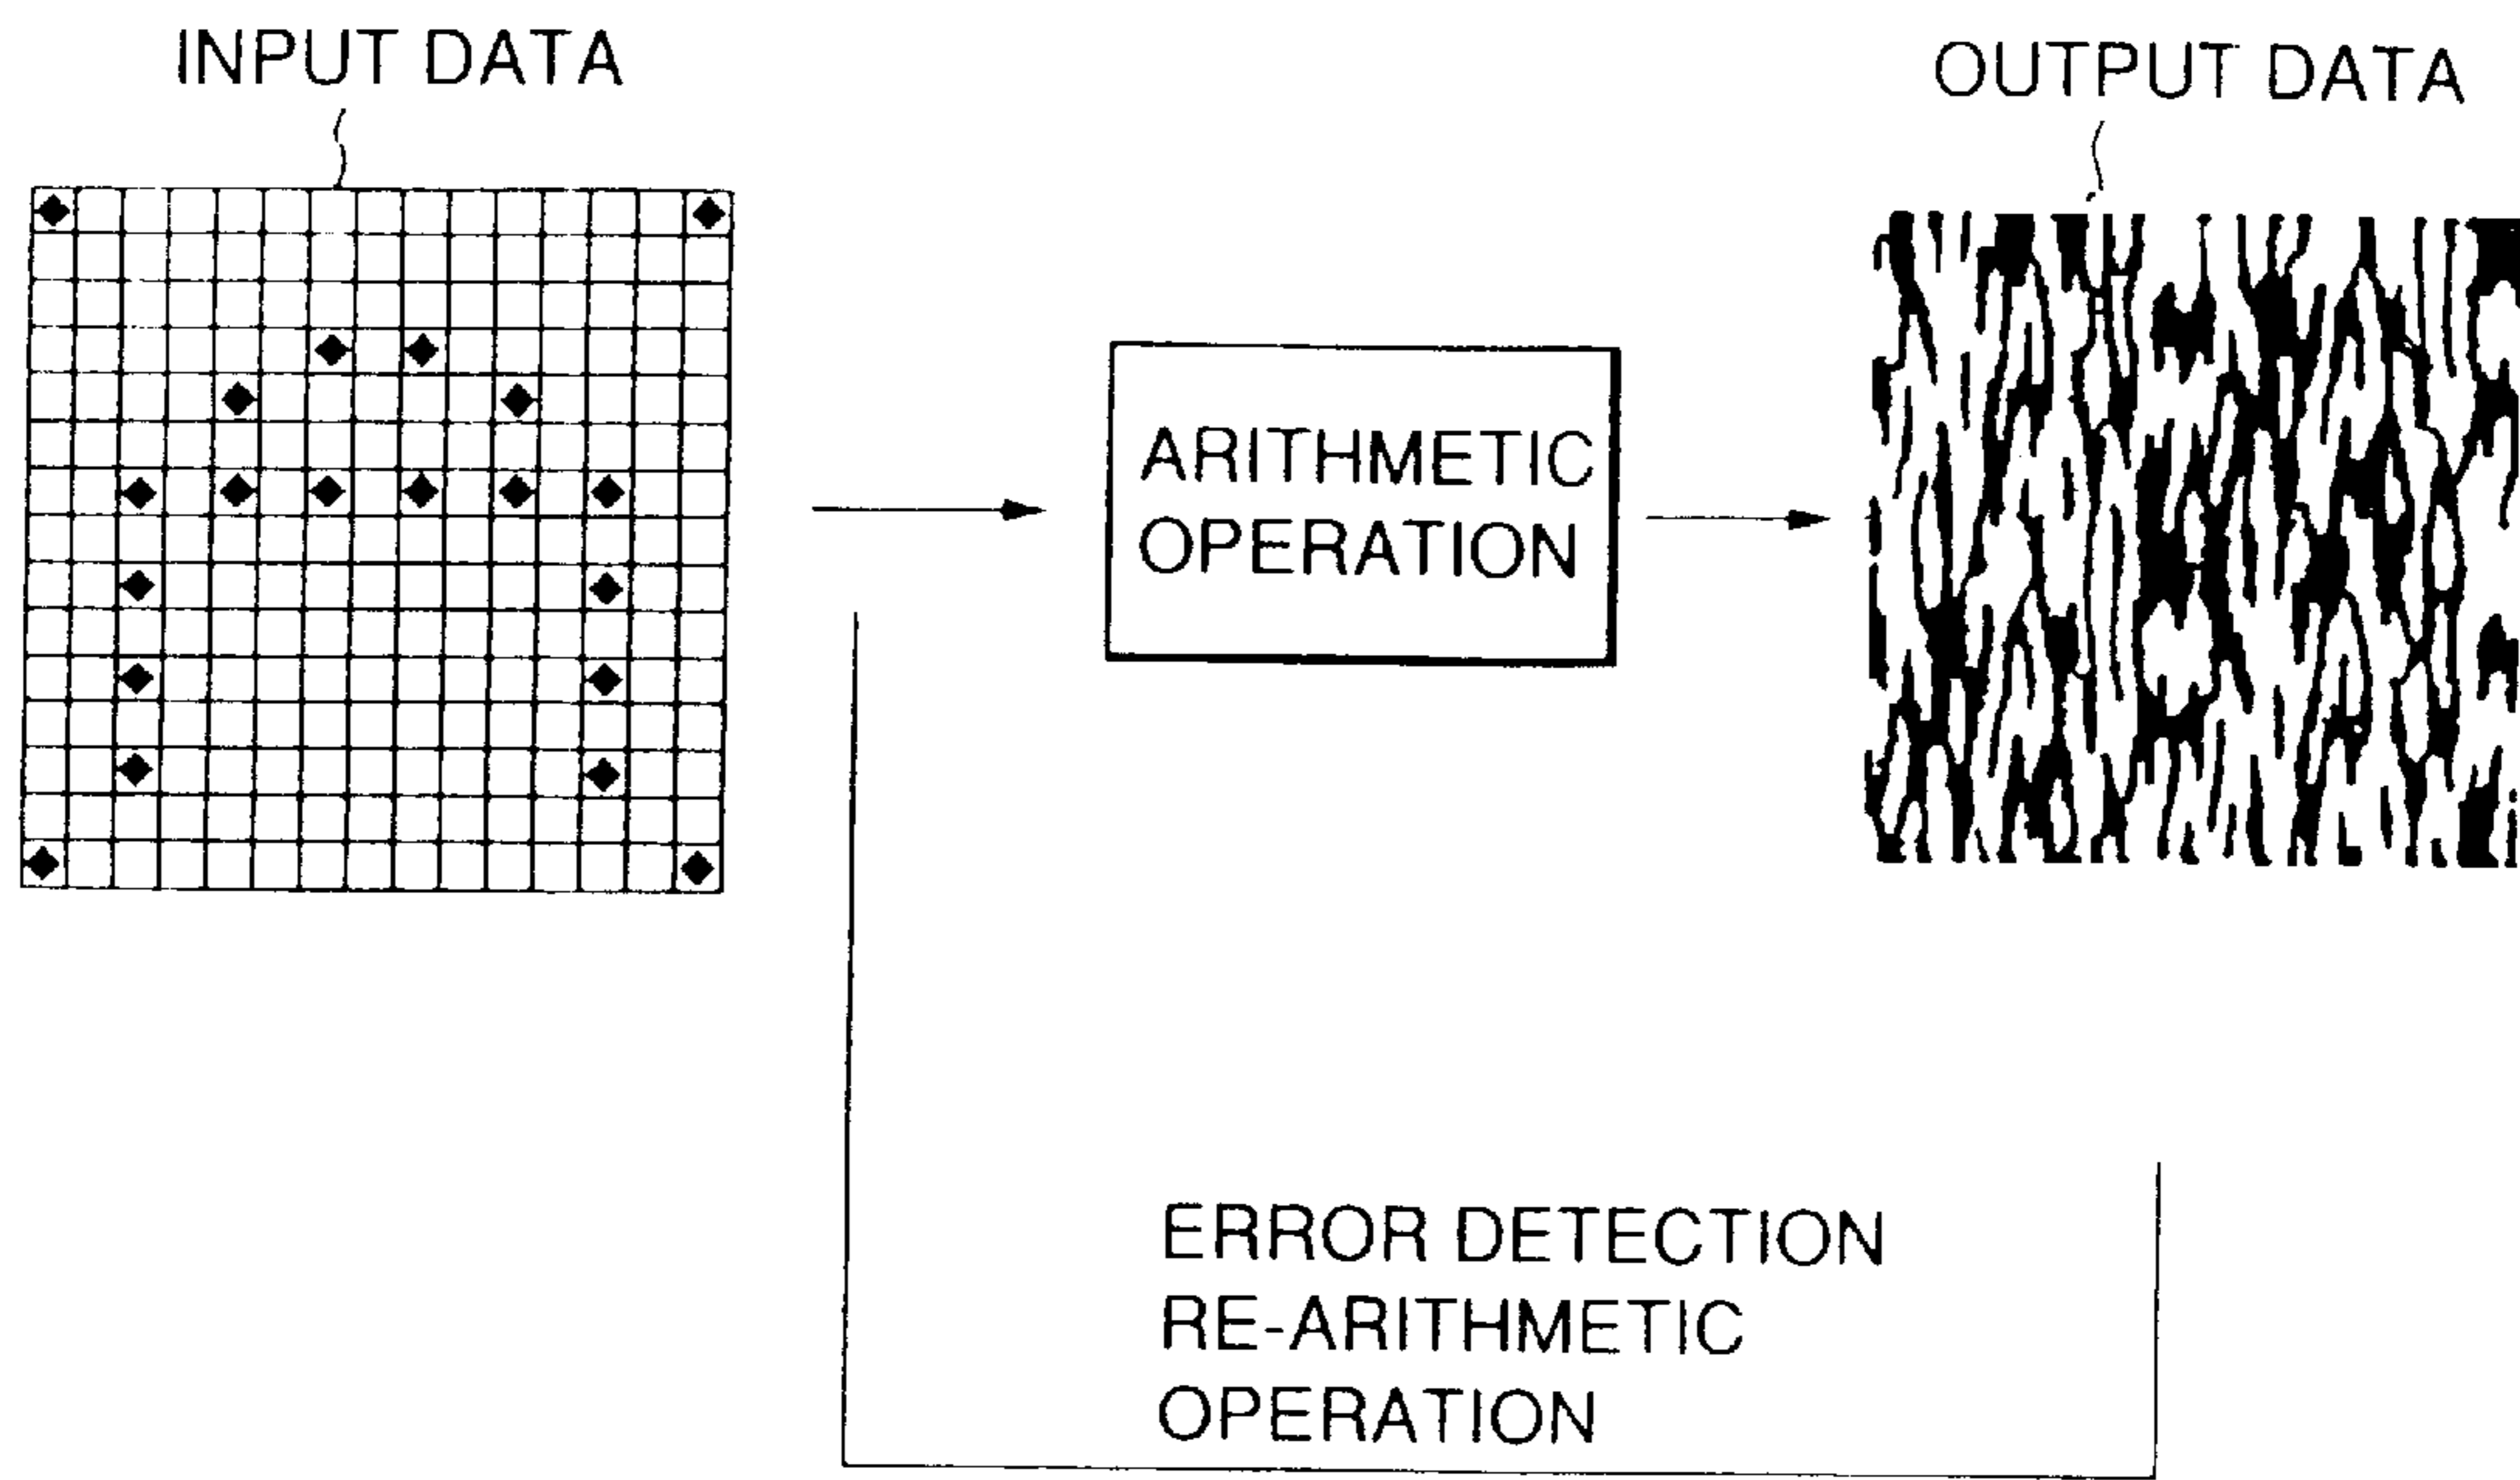 INPUT DATA
OUTPUT DATA
ARITHMETIC
OPERATION
ERROR DETECTION
RE-ARITHMETIC
OPERATION